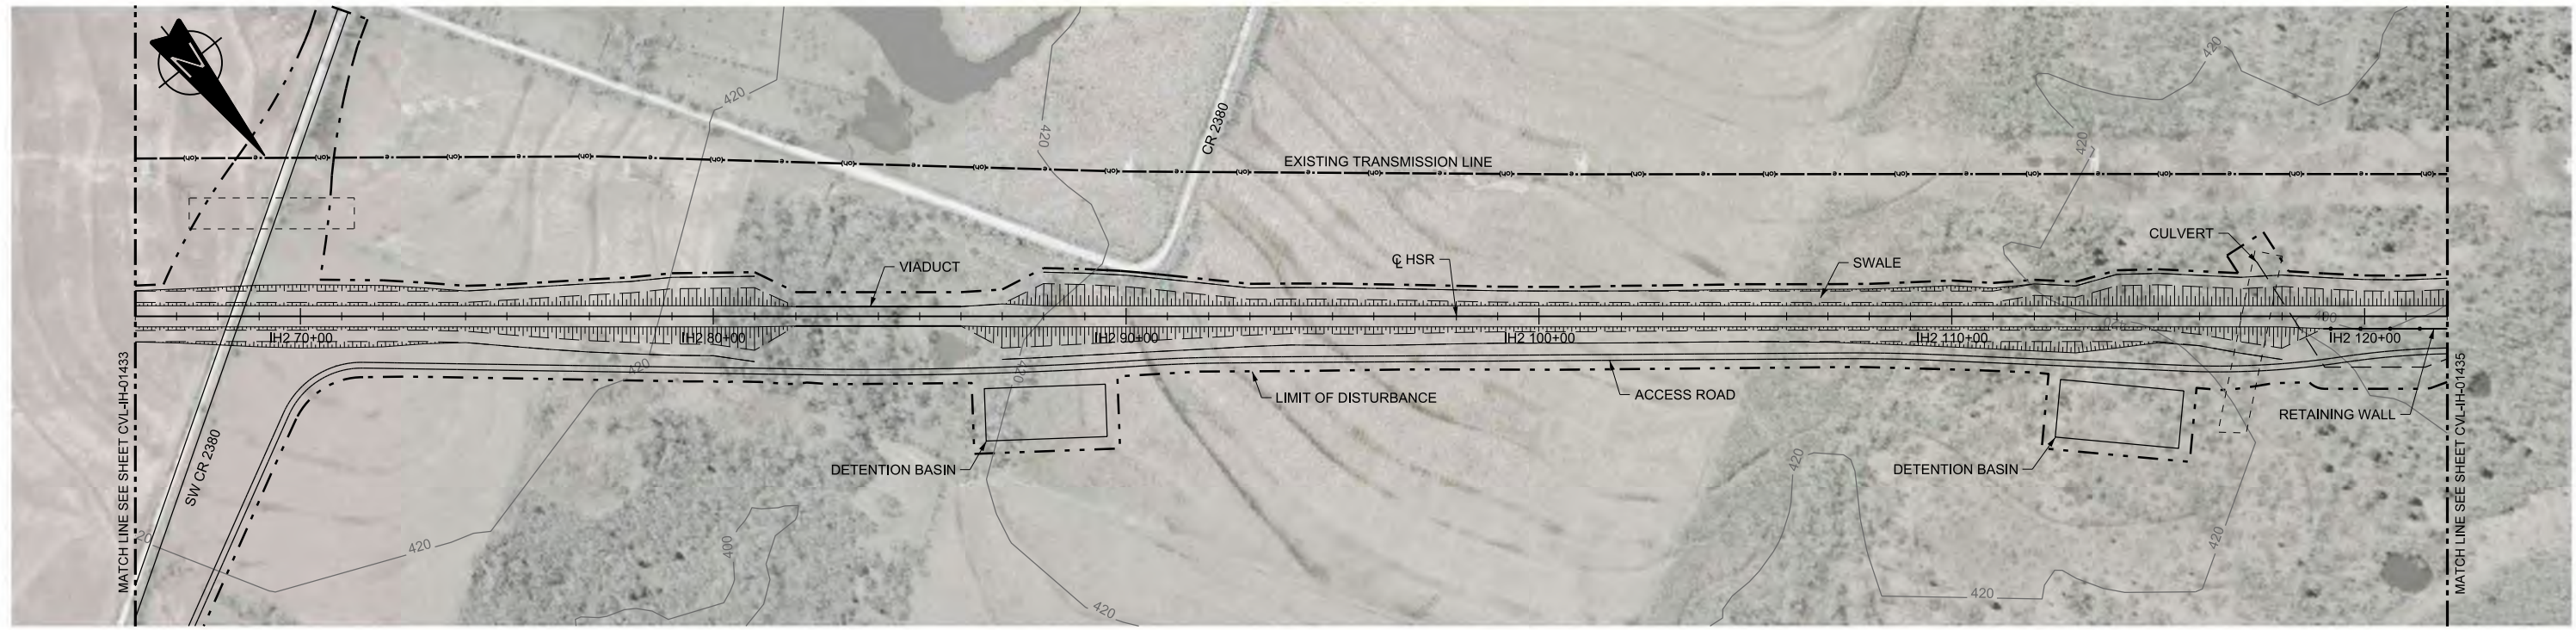 N
420
420
CR 2380
EXISTING TRANSMISSION LINE
420
420
CULVERT
VIADUCT
℄ HSR
SWALE
400
420
IH2 70+00
IH2 80+00
IH2 90+00
IH2 100+00
IH2 110+00
IH2 120+00
420
420
LIMIT OF DISTURBANCE
ACCESS ROAD
RETAINING WALL
DETENTION BASIN
DETENTION BASIN
420
SW CR 2380
MATCH LINE SEE SHEET CVL-IH-01433
MATCH LINE SEE SHEET CVL-IH-01435
20
420
400
420
420
420